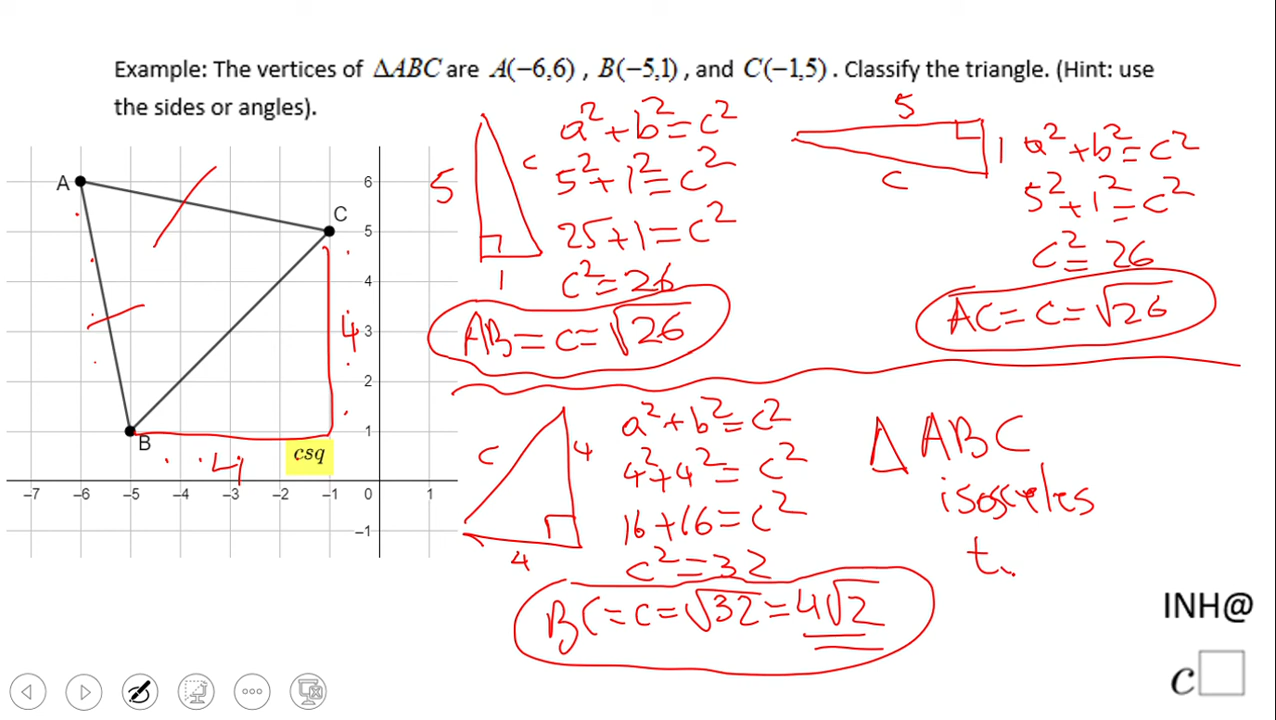 Example: The vertices of ΔABC are A(−6,6) , B(−5,1) , and C(−1,5) . Classify the triangle. (Hint: use
the sides or angles).
A
B
C
6
5
4
3
2
1
−1
−7 −6 −5 −4 −3 −2 −1 0 1
4
4
csq
5
c
1
a²+b²=c²
5²+1²=c²
25+1=c²
c²=26
AB=c=√26
5
1
c
a²+b²=c²
5²+1²=c²
c²=26
AC=c=√26
c
4
4
a²+b²=c²
4²+4²=c²
16+16=c²
c²=32
BC=c=√32=4√2
Δ ABC
isosceles
t.
INH@
c